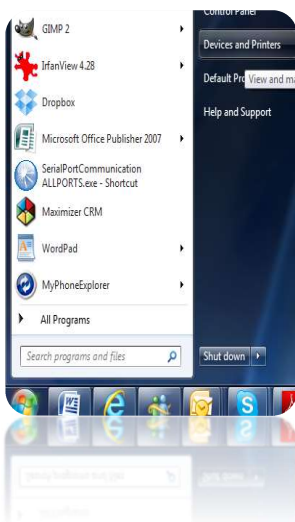 Control Panel
GIMP 2
Devices and Printers
IrfanView 4.28
Default Pro
View and ma
Dropbox
Help and Support
Microsoft Office Publisher 2007
SerialPortCommunication
ALLPORTS.exe - Shortcut
Maximizer CRM
WordPad
MyPhoneExplorer
All Programs
Search programs and files
Shut down